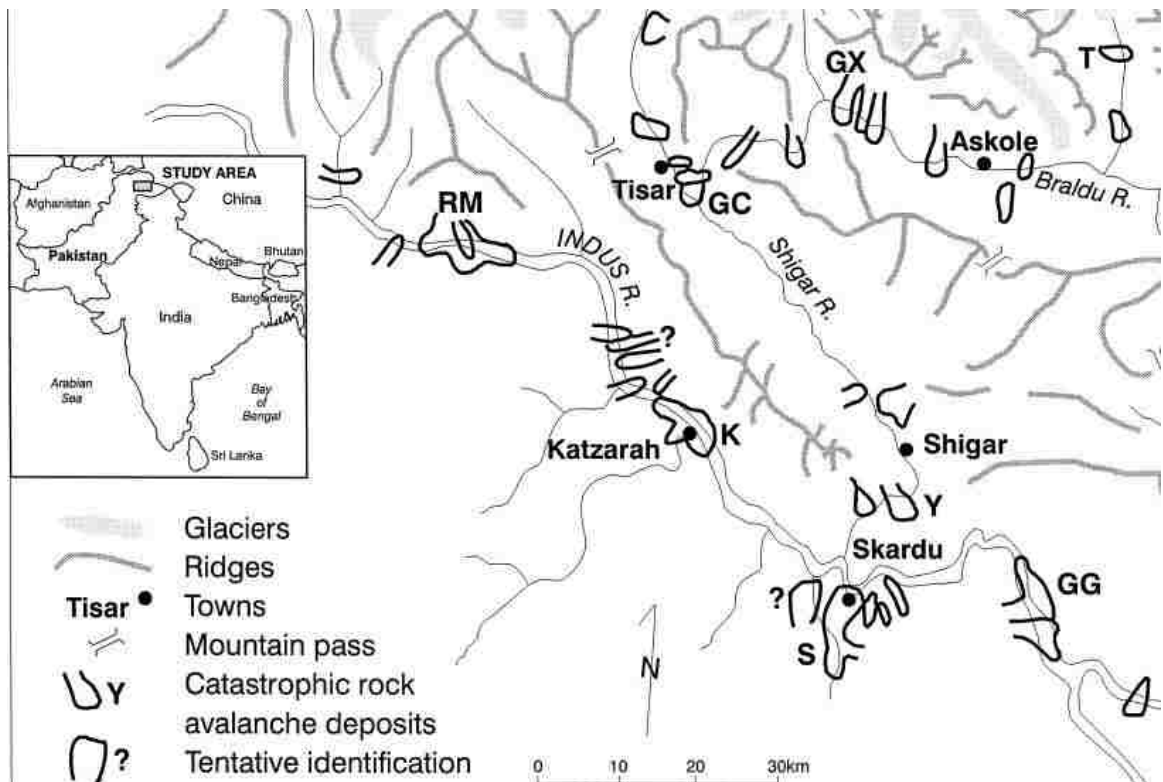 GX
T
Askole
Tisar
GC
Braldu R.
STUDY AREA
China
Afghanistan
Pakistan
Nepal
Bhutan
Bangladesh
India
Arabian
Sea
Bay
of
Bengal
Sri Lanka
RM
INDUS R.
Shigar R.
?
K
Katzarah
Shigar
Y
Skardu
?
S
GG
N
Glaciers
Ridges
Tisar
Towns
Mountain pass
Y
Catastrophic rock
avalanche deposits
?
Tentative identification
0 10 20 30km